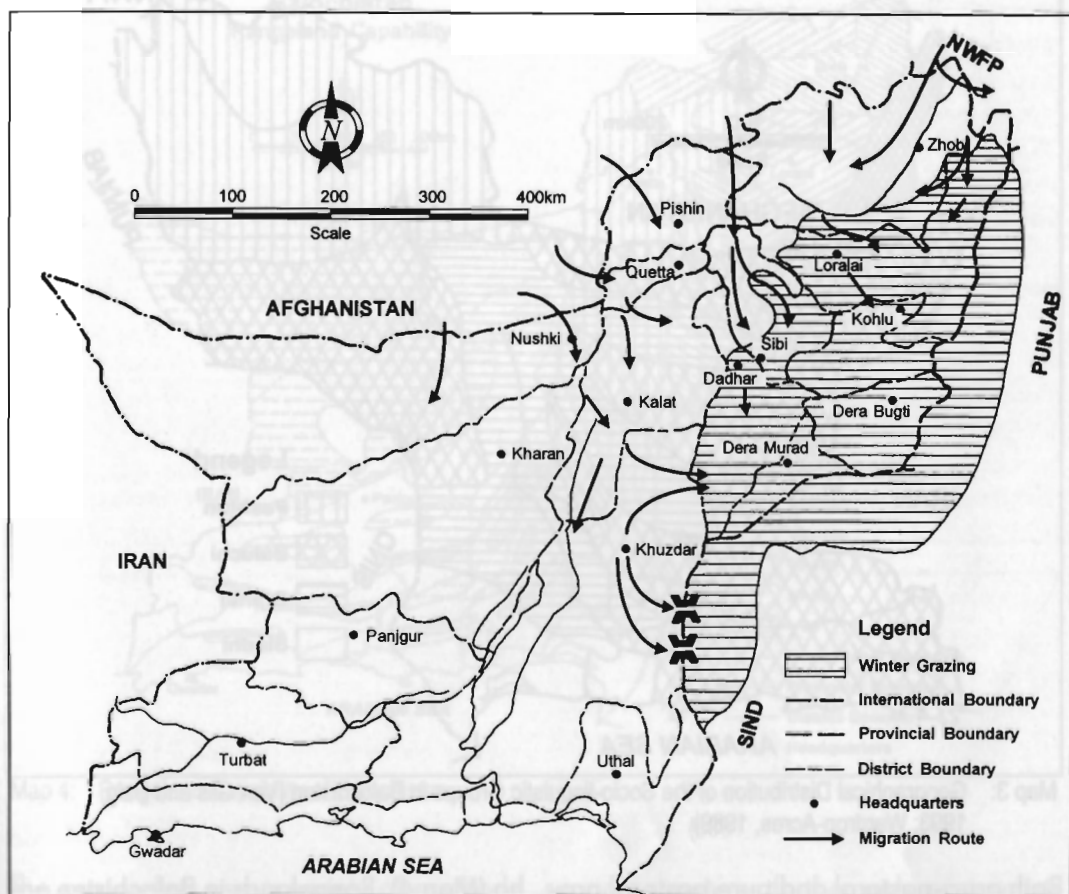 NWFP
N
0 100 200 300 400km
Scale
Zhob
Pishin
Quetta
Loralai
AFGHANISTAN
Nushki
Kohlu
Sibi
Dadhar
PUNJAB
Kalat
Dera Bugti
Kharan
Dera Murad
IRAN
Khuzdar
Panjgur
Legend
Winter Grazing
International Boundary
Provincial Boundary
District Boundary
Headquarters
Migration Route
SIND
Turbat
Uthal
Gwadar
ARABIAN SEA